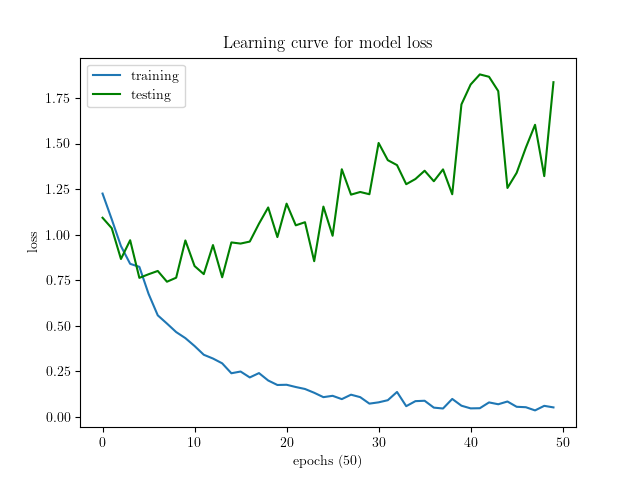 Learning curve for model loss
training
testing
1.75
1.50
1.25
1.00
0.75
0.50
0.25
0.00
loss
0 10 20 30 40 50
epochs (50)